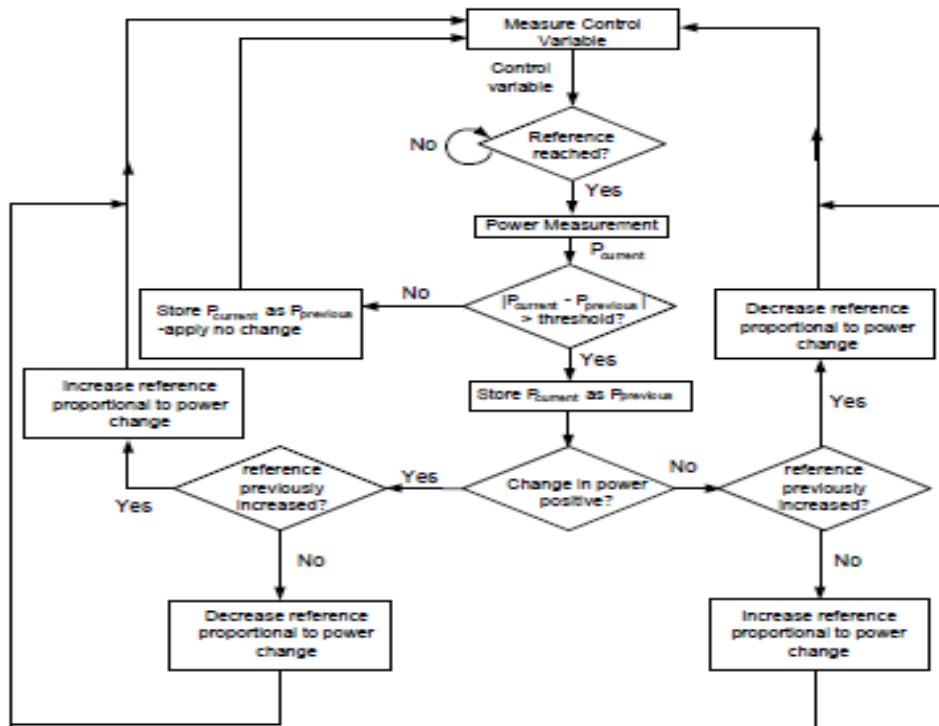 Measure Control
Variable
Control
variable
No
Reference
reached?
Yes
Power Measurement
Pcurrent
No
|Pcurrent - Pprevious|
> threshold?
Store Pcurrent as Pprevious
-apply no change
Decrease reference
proportional to power
change
Yes
Increase reference
proportional to power
change
Store Pcurrent as Pprevious
Yes
reference
previously
increased?
Yes
Change in power
positive?
No
reference
previously
increased?
Yes
No
No
Decrease reference
proportional to power
change
Increase reference
proportional to power
change